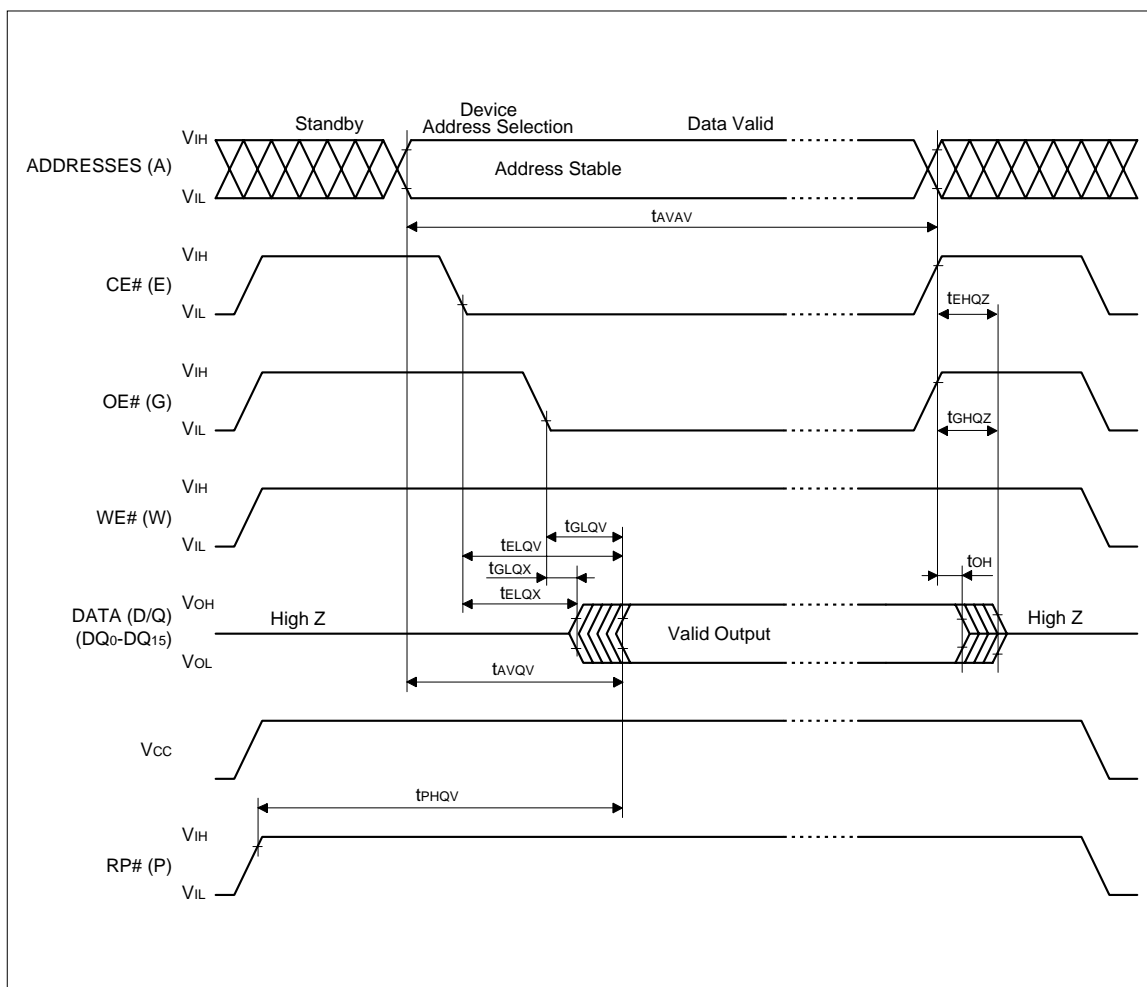 Standby
Device
Address Selection
Data Valid
VIH
ADDRESSES (A)
Address Stable
VIL
tAVAV
VIH
CE# (E)
VIL
tEHQZ
VIH
OE# (G)
VIL
tGHQZ
VIH
WE# (W)
VIL
tGLQV
tELQV
tGLQX
tOH
tELQX
VOH
DATA (D/Q)
(DQ0-DQ15)
High Z
Valid Output
High Z
VOL
tAVQV
VCC
tPHQV
VIH
RP# (P)
VIL